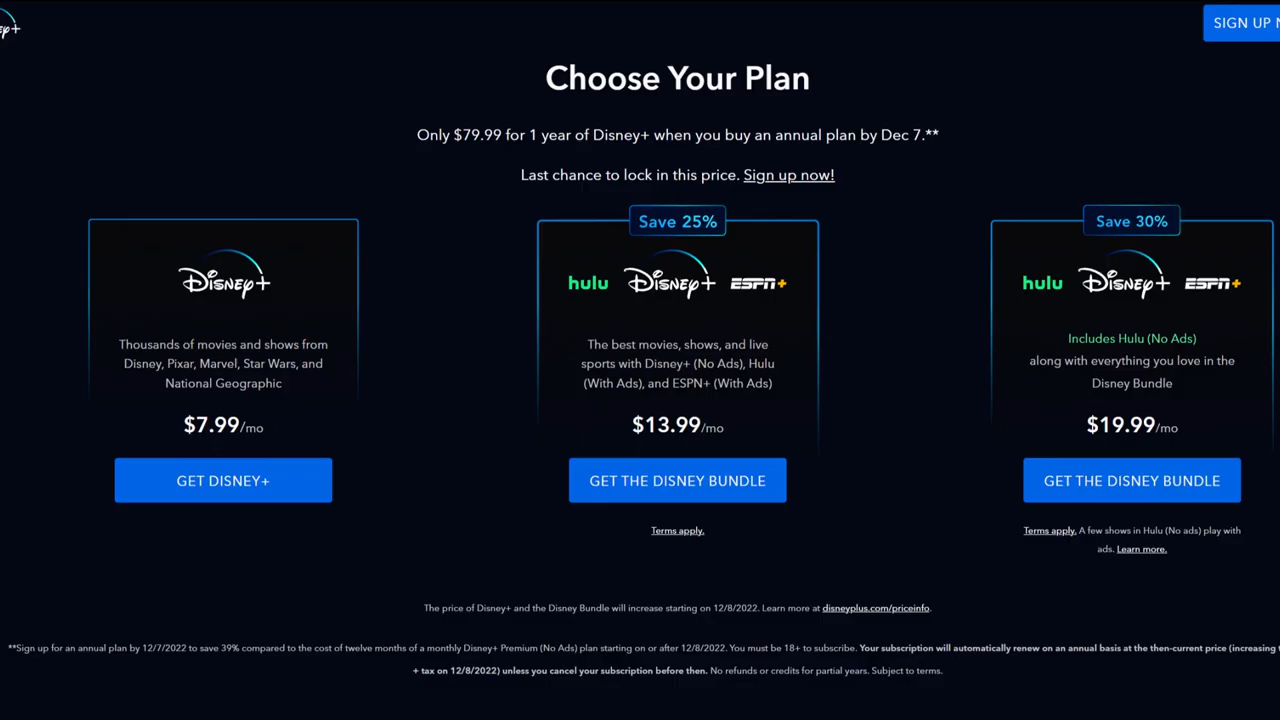 Disney+
SIGN UP
Choose Your Plan
Only $79.99 for 1 year of Disney+ when you buy an annual plan by Dec 7.**
Last chance to lock in this price. Sign up now!
Save 25%
Save 30%
Disney+
hulu Disney+ ESPN+
hulu Disney+ ESPN+
Thousands of movies and shows from
Disney, Pixar, Marvel, Star Wars, and
National Geographic
$7.99/mo
GET DISNEY+
The best movies, shows, and live
sports with Disney+ (No Ads), Hulu
(With Ads), and ESPN+ (With Ads)
$13.99/mo
GET THE DISNEY BUNDLE
Terms apply.
Includes Hulu (No Ads)
along with everything you love in the
Disney Bundle
$19.99/mo
GET THE DISNEY BUNDLE
Terms apply. A few shows in Hulu (No ads) play with
ads. Learn more.
The price of Disney+ and the Disney Bundle will increase starting on 12/8/2022. Learn more at disneyplus.com/priceinfo.
**Sign up for an annual plan by 12/7/2022 to save 39% compared to the cost of twelve months of a monthly Disney+ Premium (No Ads) plan starting on or after 12/8/2022. You must be 18+ to subscribe. Your subscription will automatically renew on an annual basis at the then-current price (increasing
+ tax on 12/8/2022) unless you cancel your subscription before then. No refunds or credits for partial years. Subject to terms.